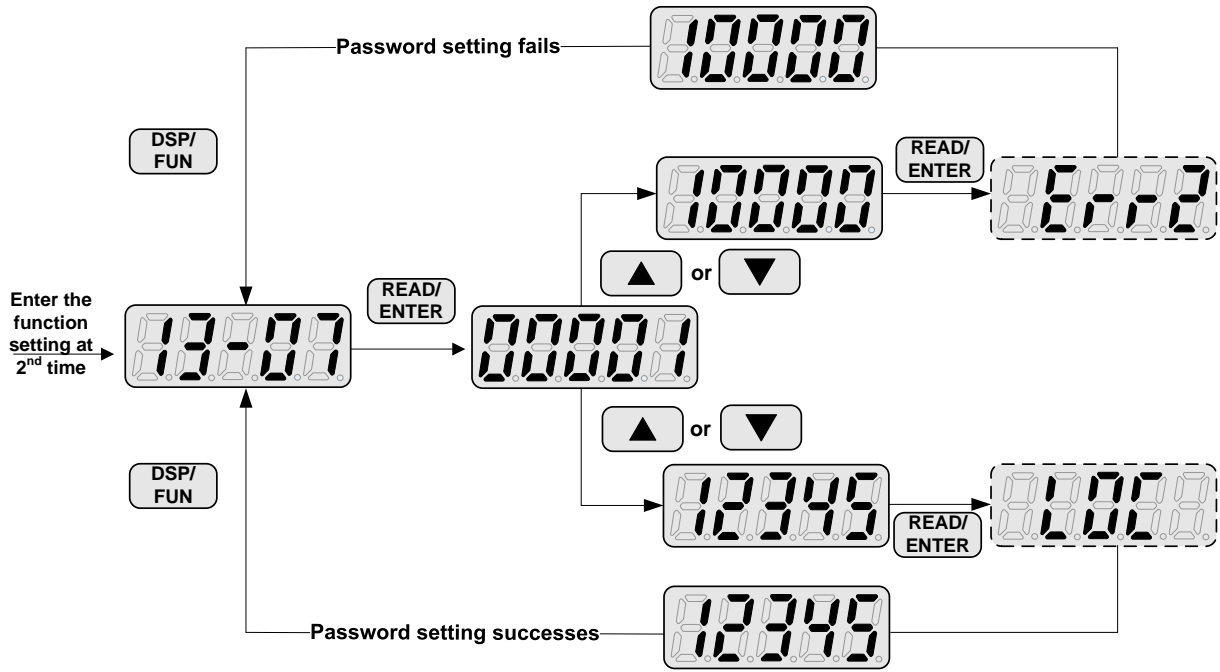 10000
Password setting fails
DSP/
FUN
READ/
ENTER
10000
Err2
or
Enter the
function
setting at
2nd time
READ/
ENTER
13-07
00001
or
DSP/
FUN
12345
READ/
ENTER
LOC
Password setting successes
12345